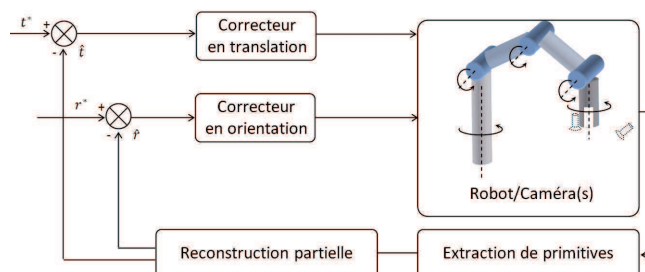 t* + - t̂
Correcteur
en translation
r* + - r̂
Correcteur
en orientation
Robot/Caméra(s)
Reconstruction partielle
Extraction de primitives